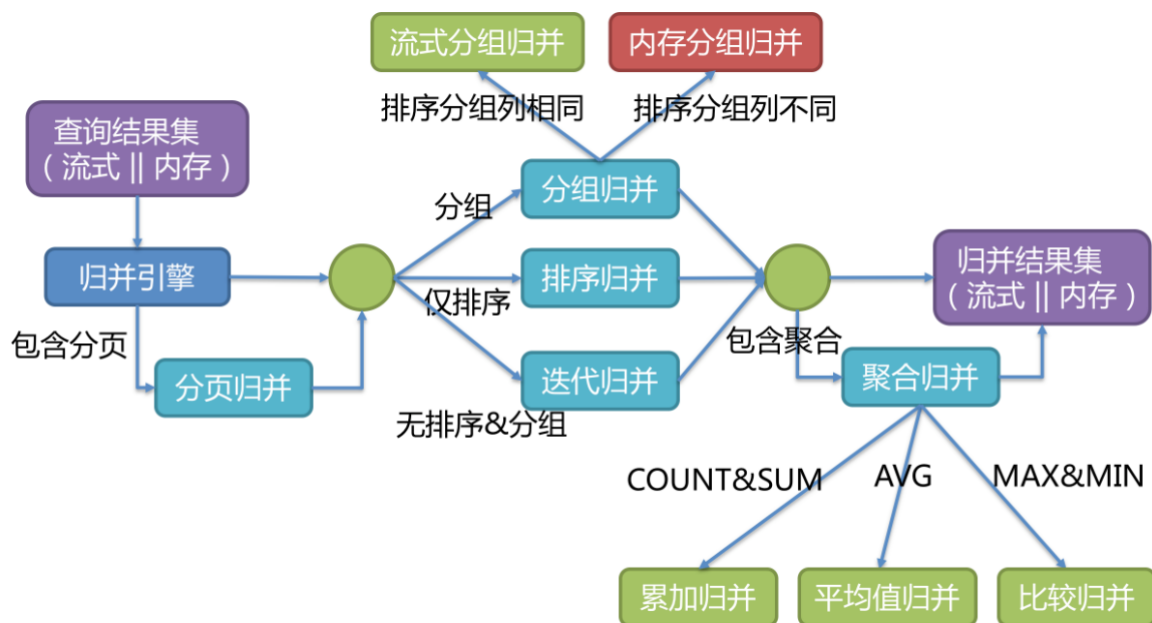 流式分组归并
内存分组归并
排序分组列相同
排序分组列不同
查询结果集
（ 流式 || 内存 ）
分组归并
分组
归并引擎
排序归并
仅排序
归并结果集
（ 流式 || 内存 ）
包含分页
包含聚合
分页归并
迭代归并
聚合归并
无排序&分组
COUNT&SUM
AVG
MAX&MIN
累加归并
平均值归并
比较归并